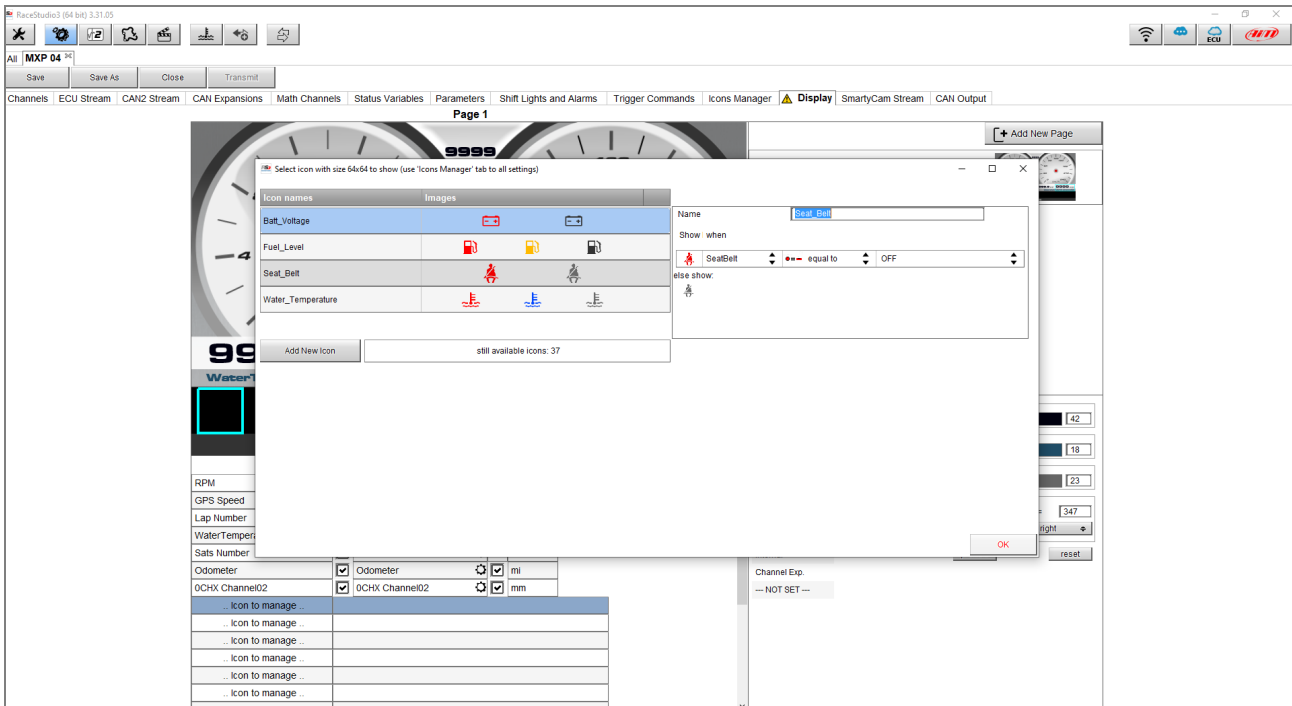 RaceStudio3 (64 bit) 3.31.05
ECU
All MXP 04
Save Save As Close Transmit
Channels ECU Stream CAN2 Stream CAN Expansions Math Channels Status Variables Parameters Shift Lights and Alarms Trigger Commands Icons Manager Display SmartyCam Stream CAN Output
Page 1
Add New Page
9999
Select icon with size 64x64 to show (use 'Icons Manager' tab to all settings)
Icon names Images
Batt_Voltage
Fuel_Level
Seat_Belt
Water_Temperature
Add New Icon still available icons: 37
Name Seat_Belt
Show when
SeatBelt equal to OFF
else show:
OK
4
42
18
23
347
right
reset
RPM
GPS Speed
Lap Number
Sats Number
Odometer Odometer mi
0CHX Channel02 0CHX Channel02 mm
.. Icon to manage ..
.. Icon to manage ..
.. Icon to manage ..
.. Icon to manage ..
.. Icon to manage ..
.. Icon to manage ..
Channel Exp.
--- NOT SET ---